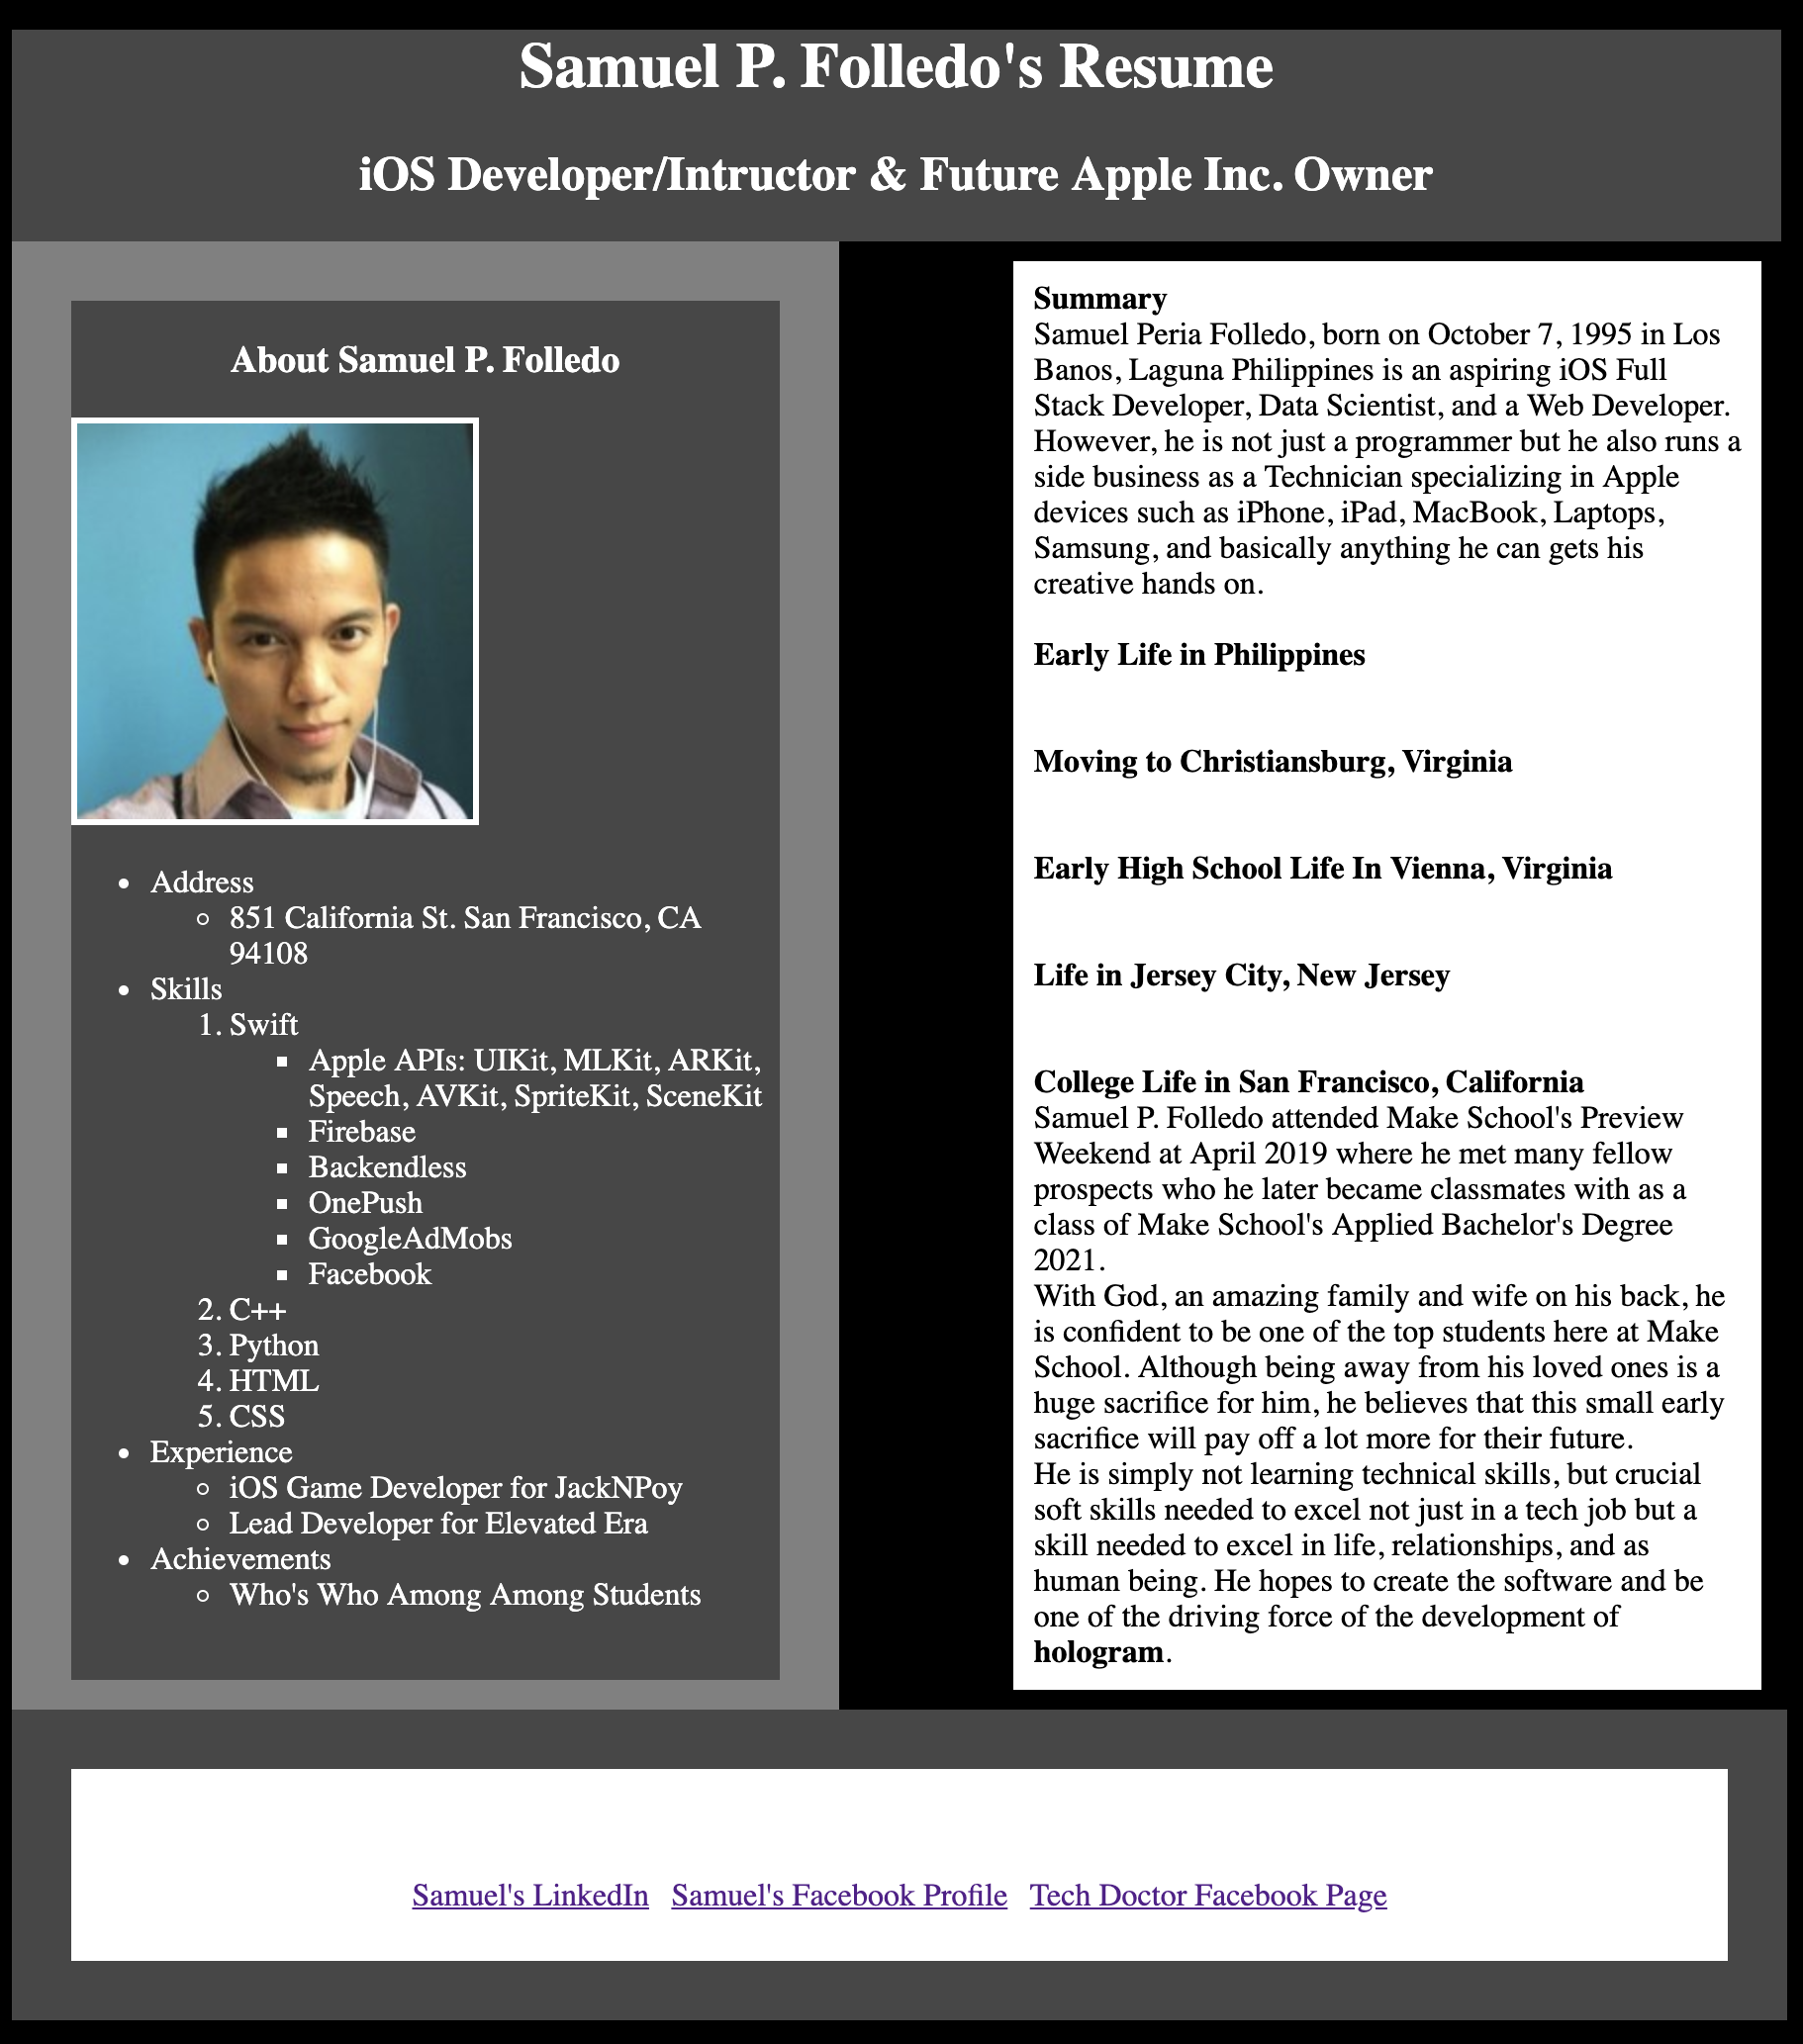 Samuel P. Folledo's Resume
iOS Developer/Intructor & Future Apple Inc. Owner
About Samuel P. Folledo
Address
851 California St. San Francisco, CA
94108
Skills
1. Swift
Apple APIs: UIKit, MLKit, ARKit,
Speech, AVKit, SpriteKit, SceneKit
Firebase
Backendless
OnePush
GoogleAdMobs
Facebook
2. C++
3. Python
4. HTML
5. CSS
Experience
iOS Game Developer for JackNPoy
Lead Developer for Elevated Era
Achievements
Who's Who Among Among Students
Summary
Samuel Peria Folledo, born on October 7, 1995 in Los
Banos, Laguna Philippines is an aspiring iOS Full
Stack Developer, Data Scientist, and a Web Developer.
However, he is not just a programmer but he also runs a
side business as a Technician specializing in Apple
devices such as iPhone, iPad, MacBook, Laptops,
Samsung, and basically anything he can gets his
creative hands on.
Early Life in Philippines
Moving to Christiansburg, Virginia
Early High School Life In Vienna, Virginia
Life in Jersey City, New Jersey
College Life in San Francisco, California
Samuel P. Folledo attended Make School's Preview
Weekend at April 2019 where he met many fellow
prospects who he later became classmates with as a
class of Make School's Applied Bachelor's Degree
2021.
With God, an amazing family and wife on his back, he
is confident to be one of the top students here at Make
School. Although being away from his loved ones is a
huge sacrifice for him, he believes that this small early
sacrifice will pay off a lot more for their future.
He is simply not learning technical skills, but crucial
soft skills needed to excel not just in a tech job but a
skill needed to excel in life, relationships, and as
human being. He hopes to create the software and be
one of the driving force of the development of
hologram.
Samuel's LinkedIn Samuel's Facebook Profile Tech Doctor Facebook Page